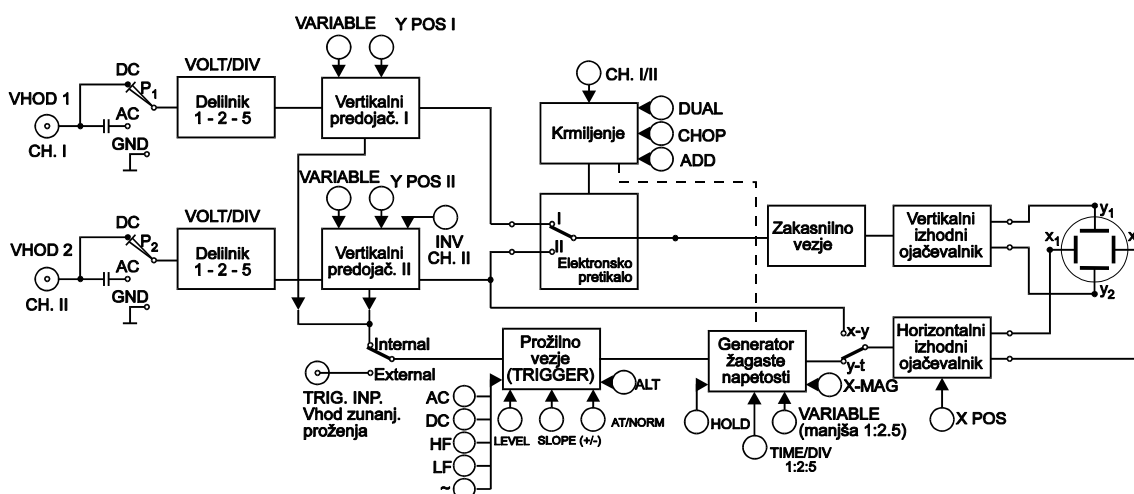 VARIABLE
Y POS I
CH. I/II
VHOD 1
CH. I
DC
P1
AC
GND
VOLT/DIV
Delilnik
1 - 2 - 5
Vertikalni
predojač. I
Krmiljenje
DUAL
CHOP
ADD
VARIABLE
Y POS II
INV
CH. II
VHOD 2
CH. II
DC
P2
AC
GND
VOLT/DIV
Delilnik
1 - 2 - 5
Vertikalni
predojač. II
I
II
Elektronsko
pretikalo
Zakasnilno
vezje
Vertikalni
izhodni
ojačevalnik
y1
x1
x
y2
Internal
External
TRIG. INP.
Vhod zunanj.
proženja
Prožilno
vezje
(TRIGGER)
ALT
AC
DC
HF
LF
~
LEVEL
SLOPE (+/-)
AT/NORM
Generator
žagaste
napetosti
x-y
y-t
X-MAG
HOLD
VARIABLE
(manjša 1:2.5)
TIME/DIV
1:2:5
Horizontalni
izhodni
ojačevalnik
X POS